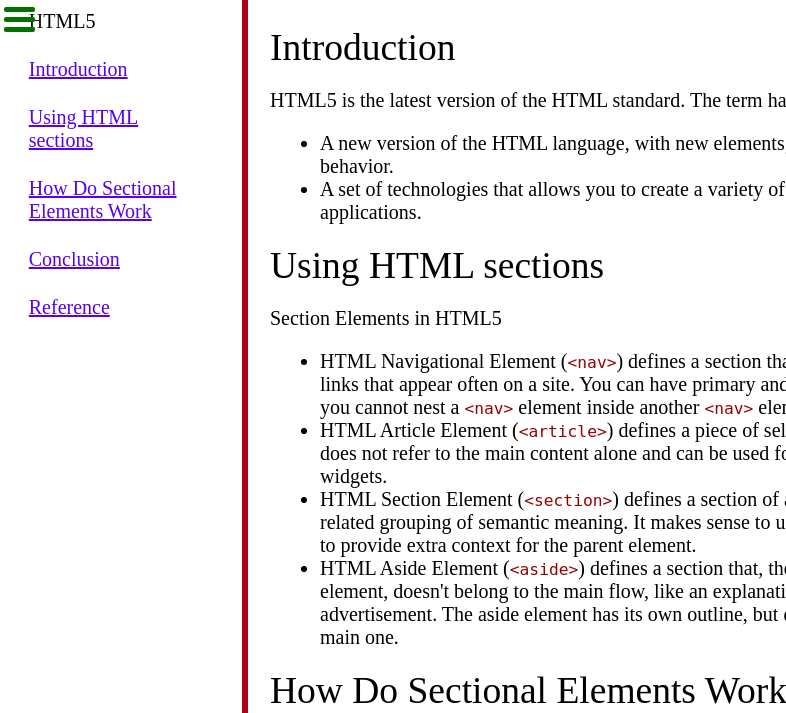 HTML5
Introduction
Using HTML
sections
How Do Sectional
Elements Work
Conclusion
Reference
Introduction
HTML5 is the latest version of the HTML standard. The term ha
• A new version of the HTML language, with new elements,
behavior.
• A set of technologies that allows you to create a variety of
applications.
Using HTML sections
Section Elements in HTML5
• HTML Navigational Element (<nav>) defines a section tha
links that appear often on a site. You can have primary and
you cannot nest a <nav> element inside another <nav> elem
• HTML Article Element (<article>) defines a piece of sel
does not refer to the main content alone and can be used fo
widgets.
• HTML Section Element (<section>) defines a section of a
related grouping of semantic meaning. It makes sense to u
to provide extra context for the parent element.
• HTML Aside Element (<aside>) defines a section that, tho
element, doesn't belong to the main flow, like an explanati
advertisement. The aside element has its own outline, but
main one.
How Do Sectional Elements Work